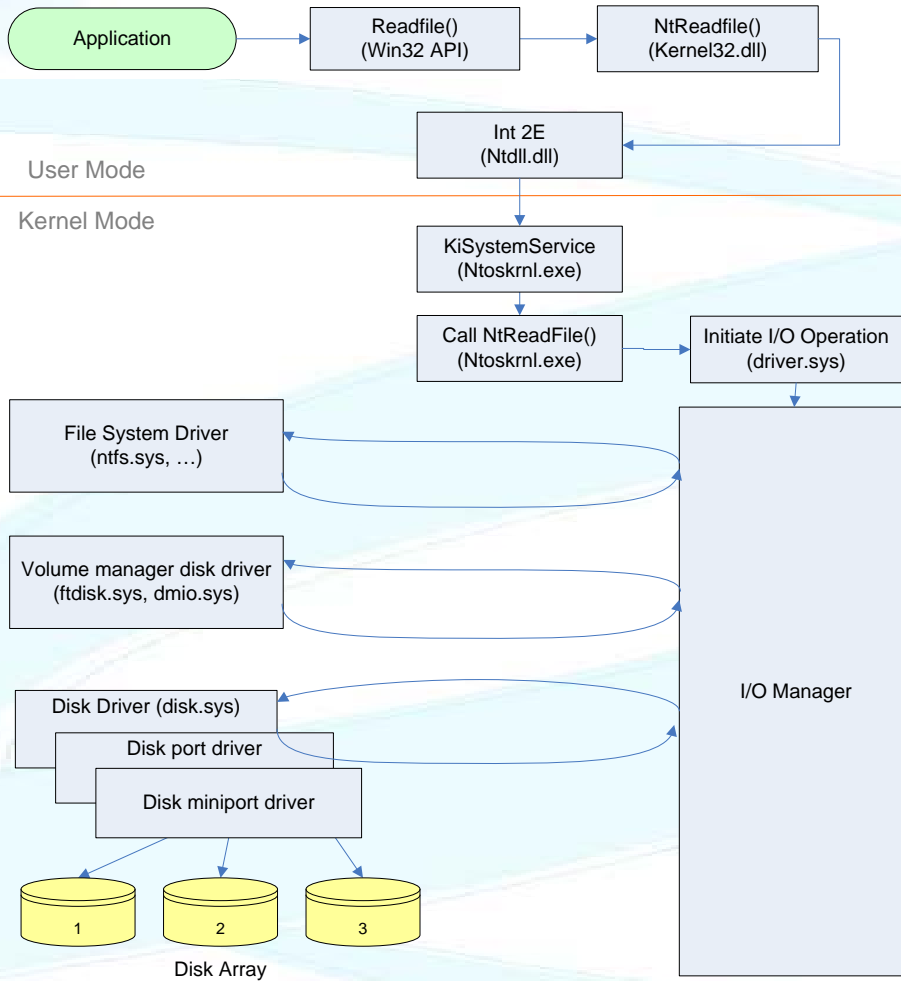 Application
Readfile()
(Win32 API)
NtReadfile()
(Kernel32.dll)
Int 2E
(Ntdll.dll)
User Mode
Kernel Mode
KiSystemService
(Ntoskrnl.exe)
Call NtReadFile()
(Ntoskrnl.exe)
Initiate I/O Operation
(driver.sys)
File System Driver
(ntfs.sys, …)
Volume manager disk driver
(ftdisk.sys, dmio.sys)
I/O Manager
Disk Driver (disk.sys)
Disk port driver
Disk miniport driver
1
2
3
Disk Array